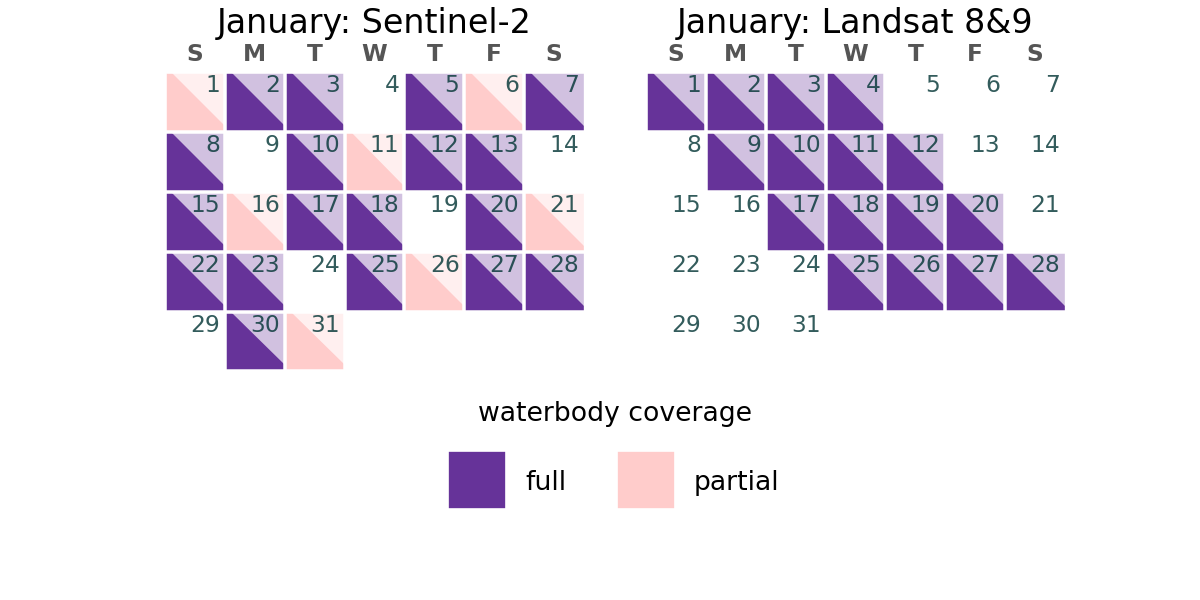 January: Sentinel-2
S M T W T F S
1 2 3 4 5 6 7
8 9 10 11 12 13 14
15 16 17 18 19 20 21
22 23 24 25 26 27 28
29 30 31
January: Landsat 8&9
S M T W T F S
1 2 3 4 5 6 7
8 9 10 11 12 13 14
15 16 17 18 19 20 21
22 23 24 25 26 27 28
29 30 31
waterbody coverage
full partial